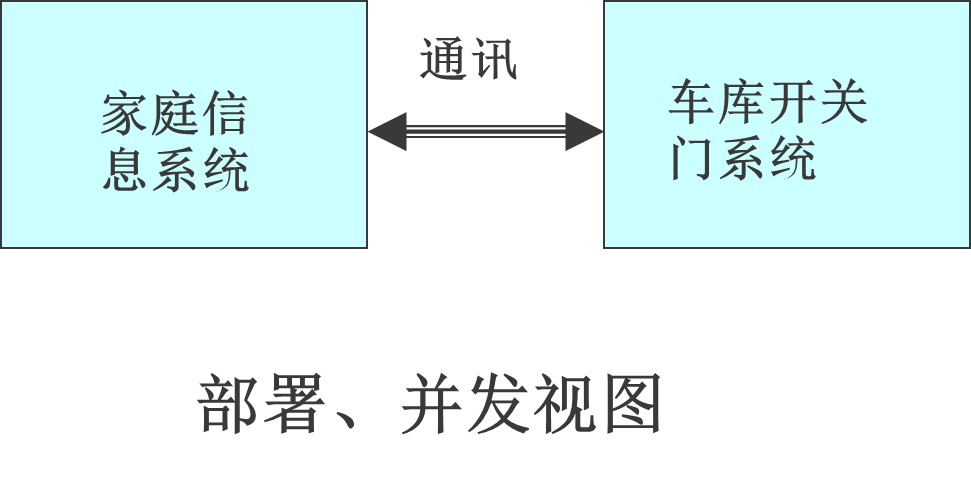 通讯
家庭信
息系统
车库开关
门系统
部署、并发视图